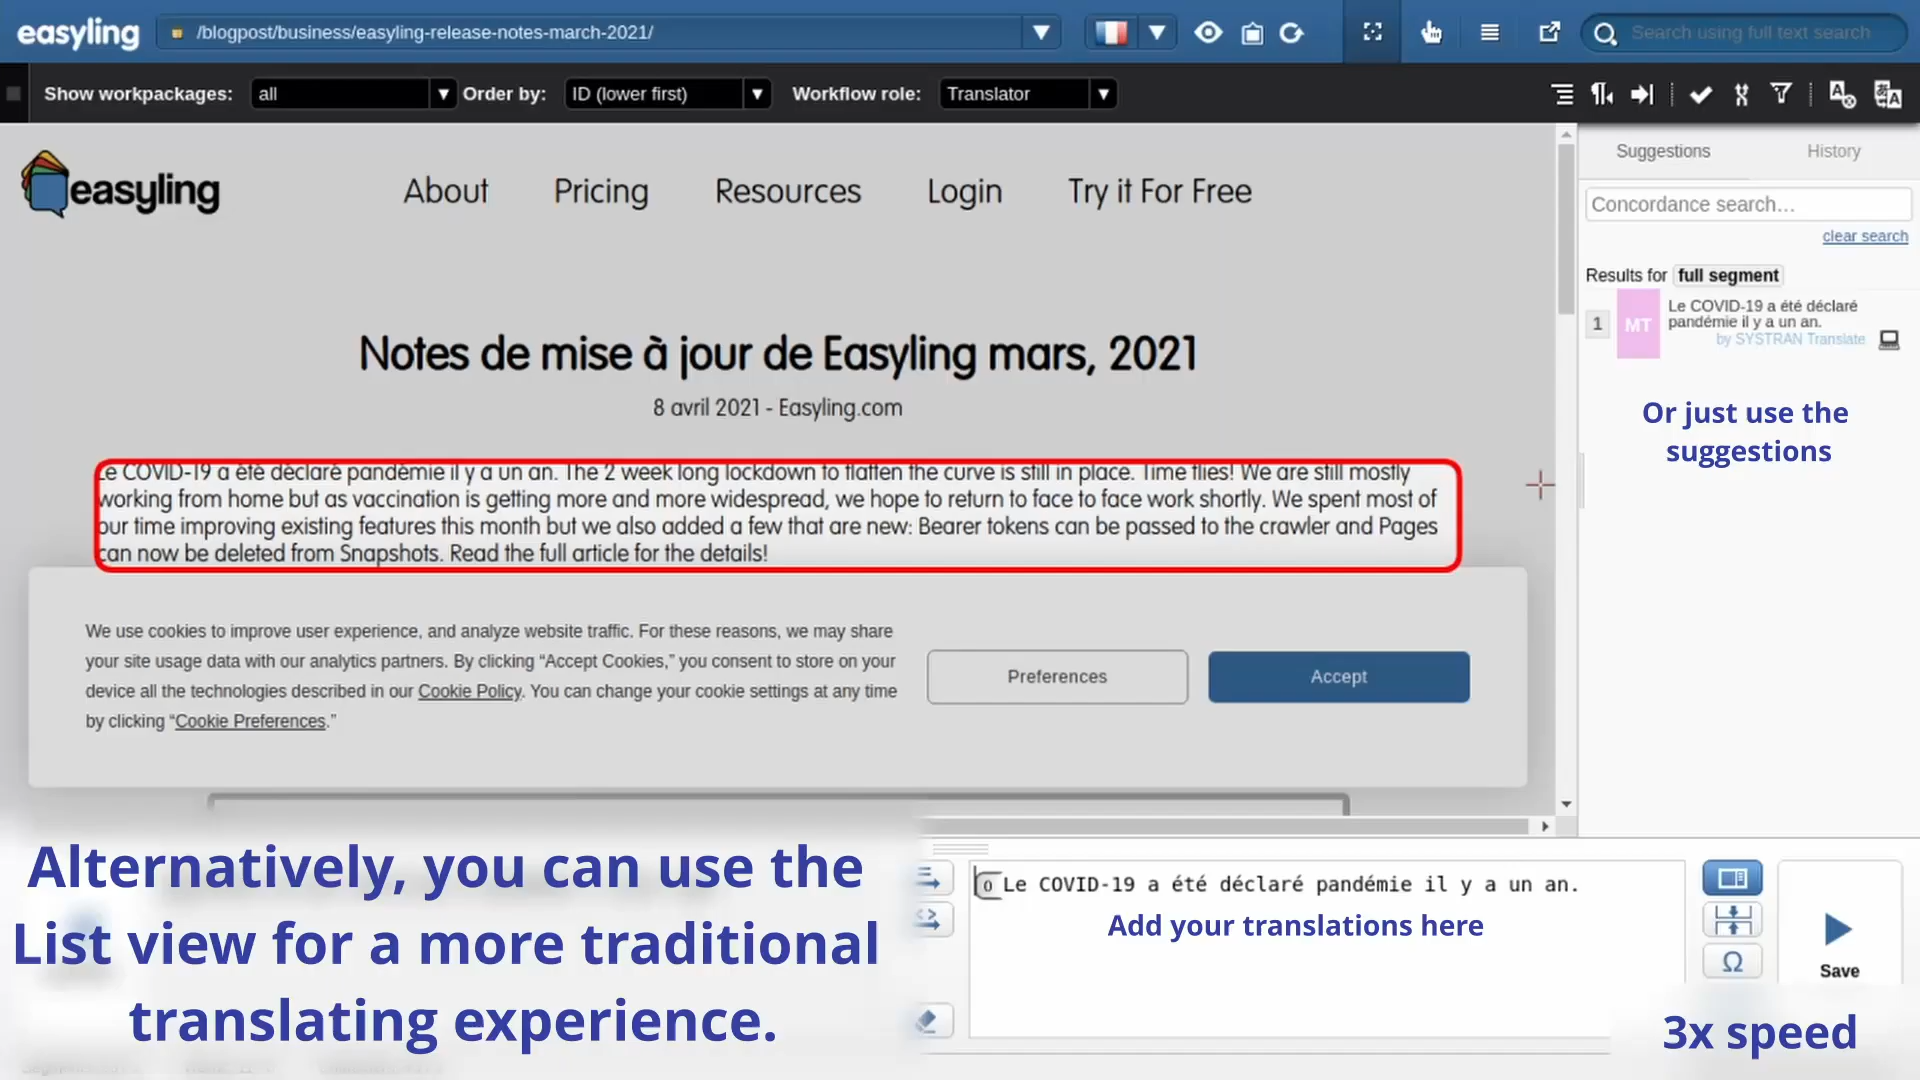 easyling
/blogpost/business/easyling-release-notes-march-2021/
Search using full text search
Show workpackages:
all
Order by:
ID (lower first)
Workflow role:
Translator
easyling
About
Pricing
Resources
Login
Try it For Free
Notes de mise à jour de Easyling mars, 2021
8 avril 2021 - Easyling.com
Le COVID-19 a été déclaré pandémie il y a un an. The 2 week long lockdown to flatten the curve is still in place. Time flies! We are still mostly
working from home but as vaccination is getting more and more widespread, we hope to return to face to face work shortly. We spent most of
our time improving existing features this month but we also added a few that are new: Bearer tokens can be passed to the crawler and Pages
can now be deleted from Snapshots. Read the full article for the details!
We use cookies to improve user experience, and analyze website traffic. For these reasons, we may share
your site usage data with our analytics partners. By clicking “Accept Cookies,” you consent to store on your
device all the technologies described in our Cookie Policy. You can change your cookie settings at any time
by clicking “Cookie Preferences.”
Preferences
Accept
Suggestions
History
Concordance search...
clear search
Results for full segment
1
MT
Le COVID-19 a été déclaré
pandémie il y a un an.
by SYSTRAN Translate
Or just use the
suggestions
Alternatively, you can use the
List view for a more traditional
translating experience.
0 Le COVID-19 a été déclaré pandémie il y a un an.
Add your translations here
Ω
Save
3x speed